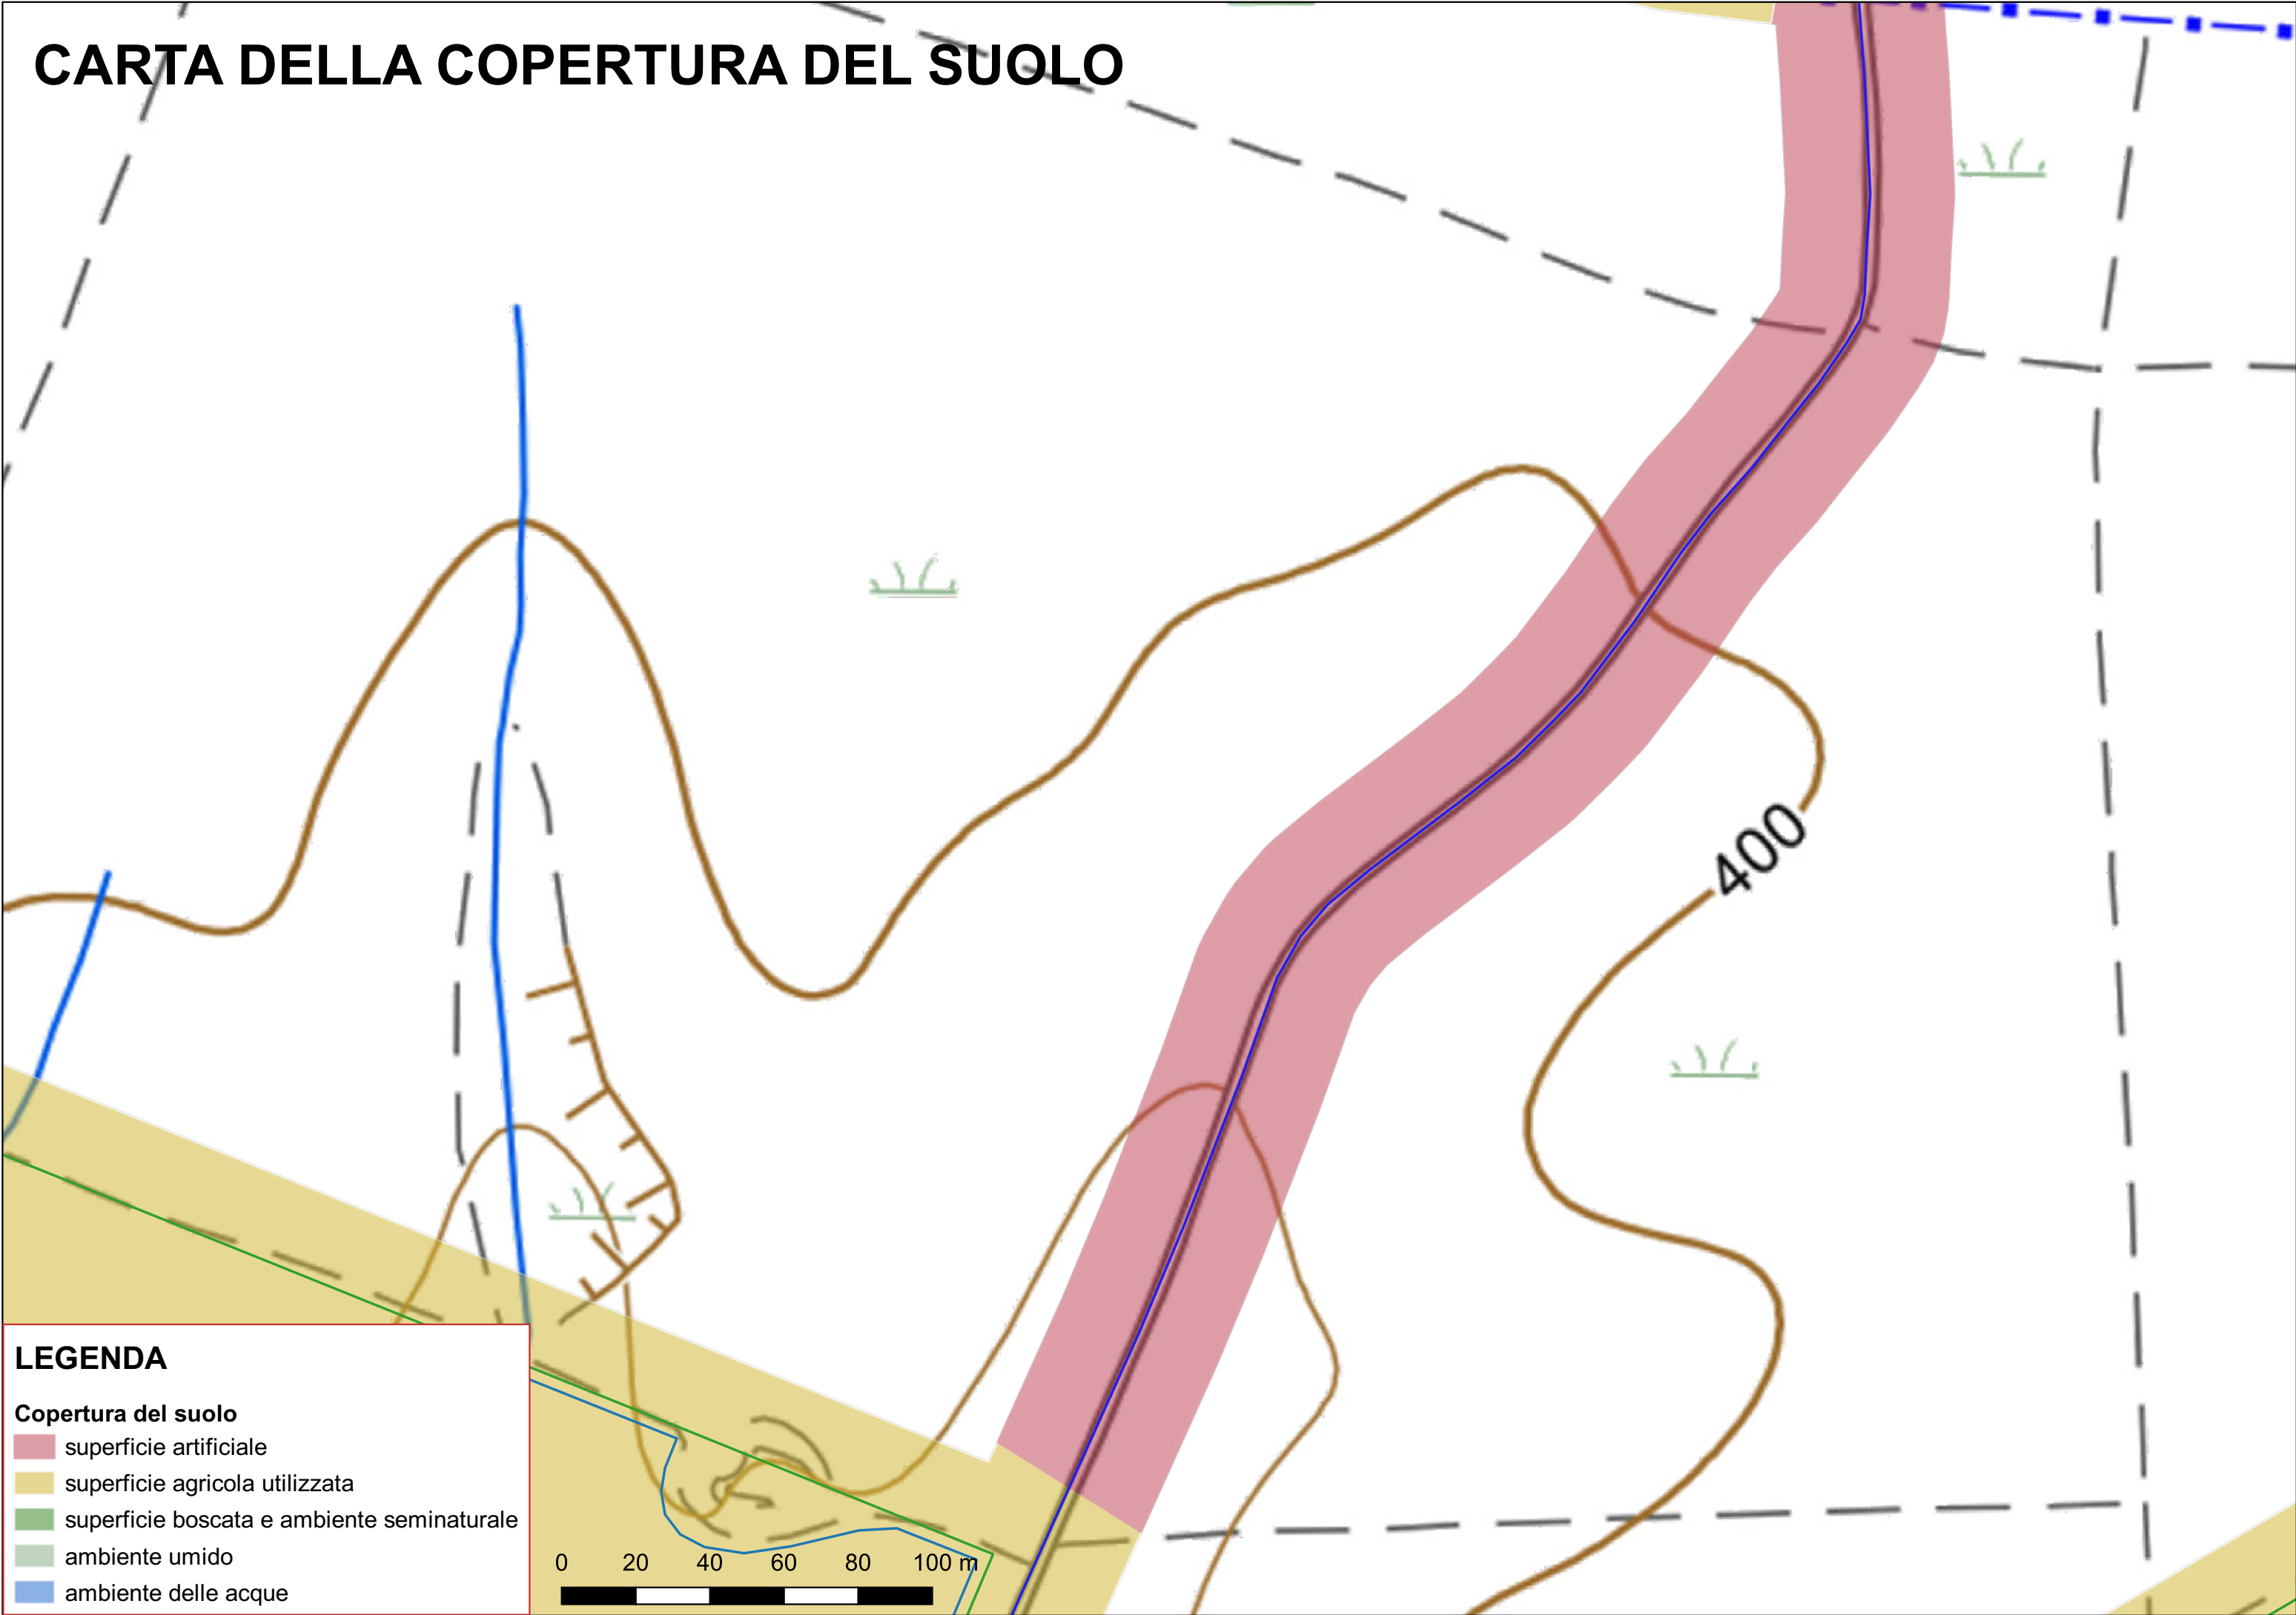 CARTA DELLA COPERTURA DEL SUOLO
400
LEGENDA
Copertura del suolo
superficie artificiale
superficie agricola utilizzata
superficie boscata e ambiente seminaturale
ambiente umido
ambiente delle acque
0 20 40 60 80 100 m